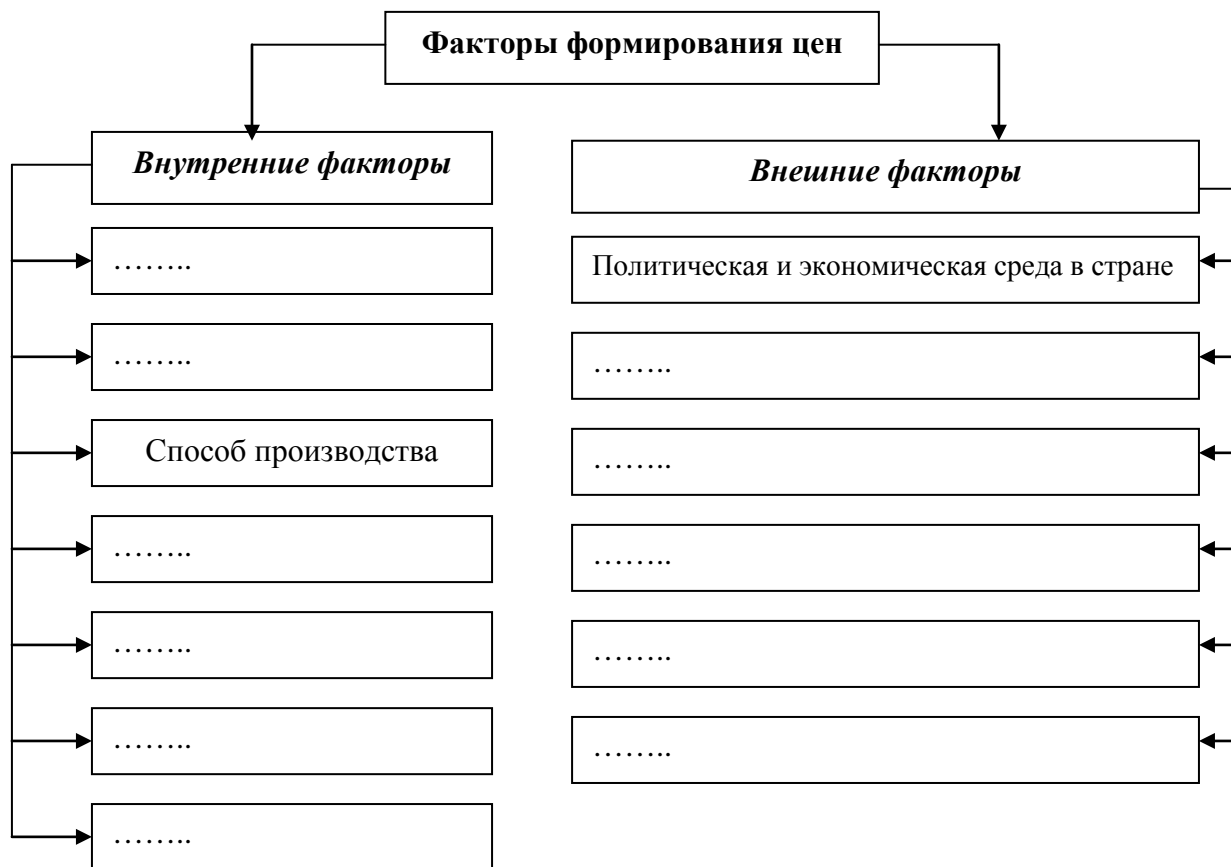 Факторы формирования цен
Внутренние факторы
Внешние факторы
……..
Политическая и экономическая среда в стране
……..
……..
Способ производства
……..
……..
……..
……..
……..
……..
……..
……..